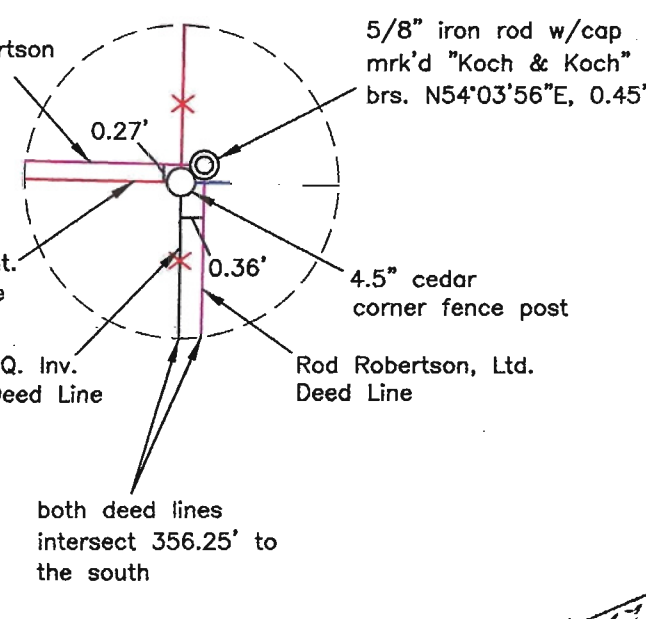 5/8" iron rod w/cap
mrk'd "Koch & Koch"
brs. N54°03'56"E, 0.45'
0.27'
0.36'
4.5" cedar
corner fence post
Q. Inv.
Deed Line
Rod Robertson, Ltd.
Deed Line
both deed lines
intersect 356.25' to
the south